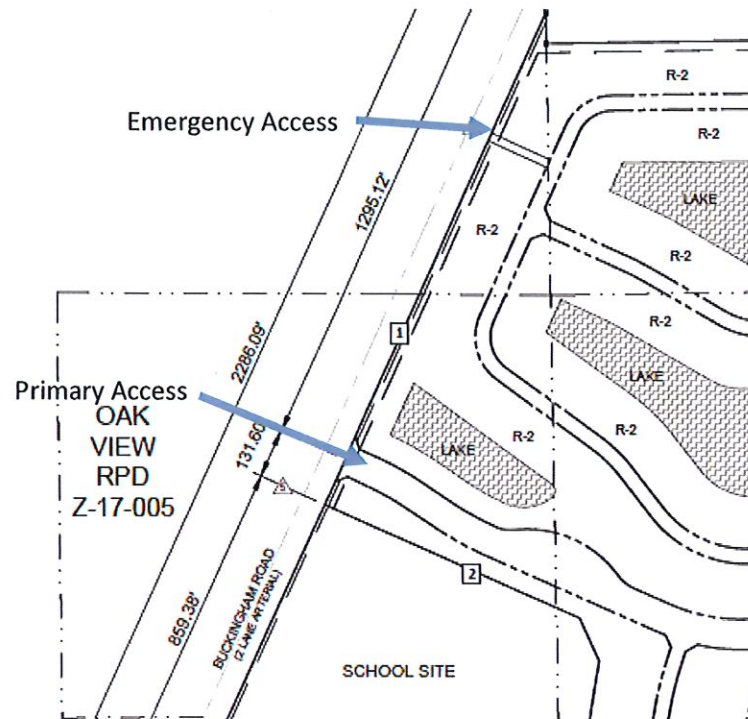 R-2
Emergency Access
R-2
1295.12'
LAKE
R-2
R-2
2286.09'
1
R-2
LAKE
Primary Access
OAK
VIEW
RPD
Z-17-005
131.60'
R-2
R-2
LAKE
5
2
859.38'
BUCKINGHAM ROAD
(2 LANE ARTERIAL)
SCHOOL SITE